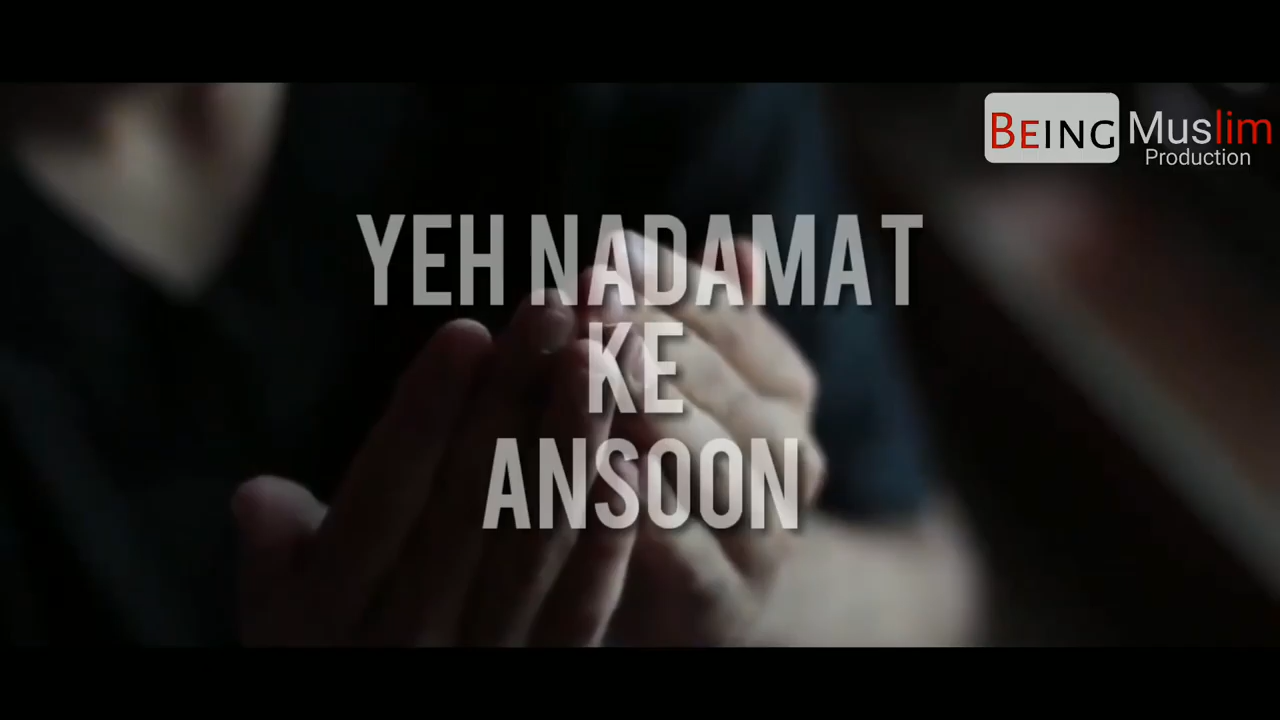 BEING Muslim
Production
YEH NADAMAT
KE
ANSOON